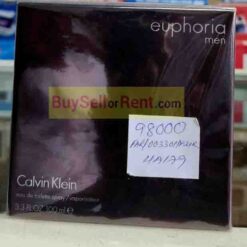 euphoria
men
BuySellorRent.com
98000
Calvin Klein
eau de toilette spray / vaporisateur
3.3 FL OZ 100 ml e